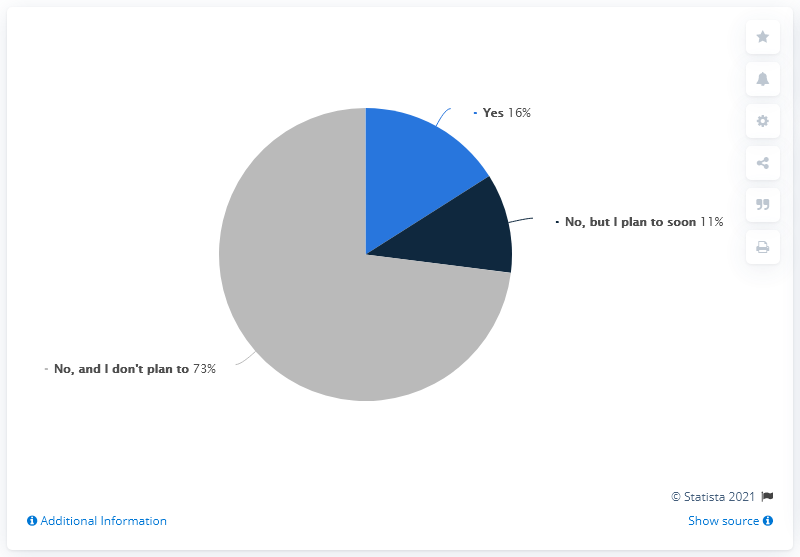 Yes 16%
No, but I plan to soon 11%
No, and I don't plan to 73%
© Statista 2021
Additional Information
Show source